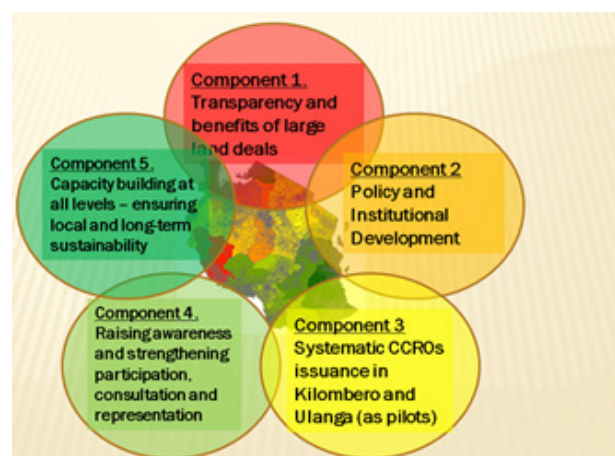 Component 1.
Transparency and
benefits of large
land deals
Component 2
Policy and
Institutional
Development
Component 3
Systematic CCROs
issuance in
Kilombero and
Ulanga (as pilots)
Component 4.
Raising awareness
and strengthening
participation,
consultation and
representation
Component 5.
Capacity building at
all levels – ensuring
local and long-term
sustainability